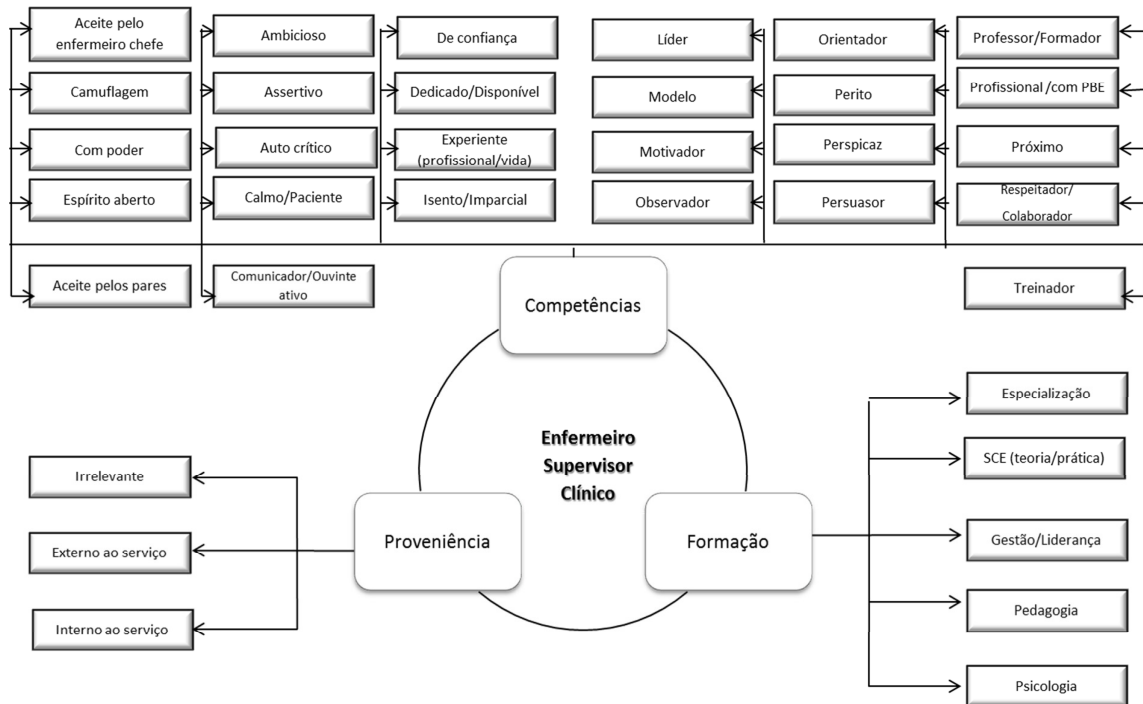 Aceite pelo
enfermeiro chefe
Ambicioso
De confiança
Líder
Orientador
Professor/Formador
Camuflagem
Assertivo
Dedicado/Disponível
Modelo
Perito
Profissional/com PBE
Com poder
Auto crítico
Experiente
(profissional/vida)
Motivador
Perspicaz
Próximo
Espírito aberto
Calmo/Paciente
Isento/Imparcial
Observador
Persuasor
Respeitador/
Colaborador
Aceite pelos pares
Comunicador/Ouvinte
ativo
Treinador
Competências
Enfermeiro
Supervisor
Clínico
Proveniência
Formação
Irrelevante
Externo ao serviço
Interno ao serviço
Especialização
SCE (teoria/prática)
Gestão/Liderança
Pedagogia
Psicologia